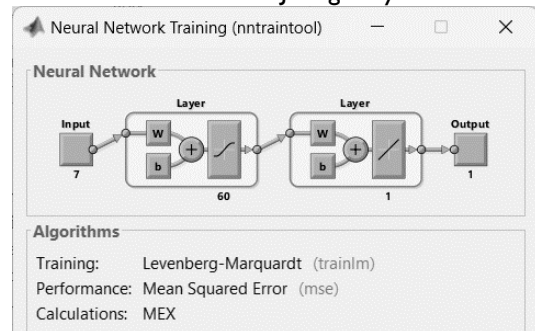 Neural Network Training (nntraintool)
Neural Network
Layer
Layer
Input
Output
W
W
b
b
7
1
60
1
Algorithms
Training: Levenberg-Marquardt (trainlm)
Performance: Mean Squared Error (mse)
Calculations: MEX